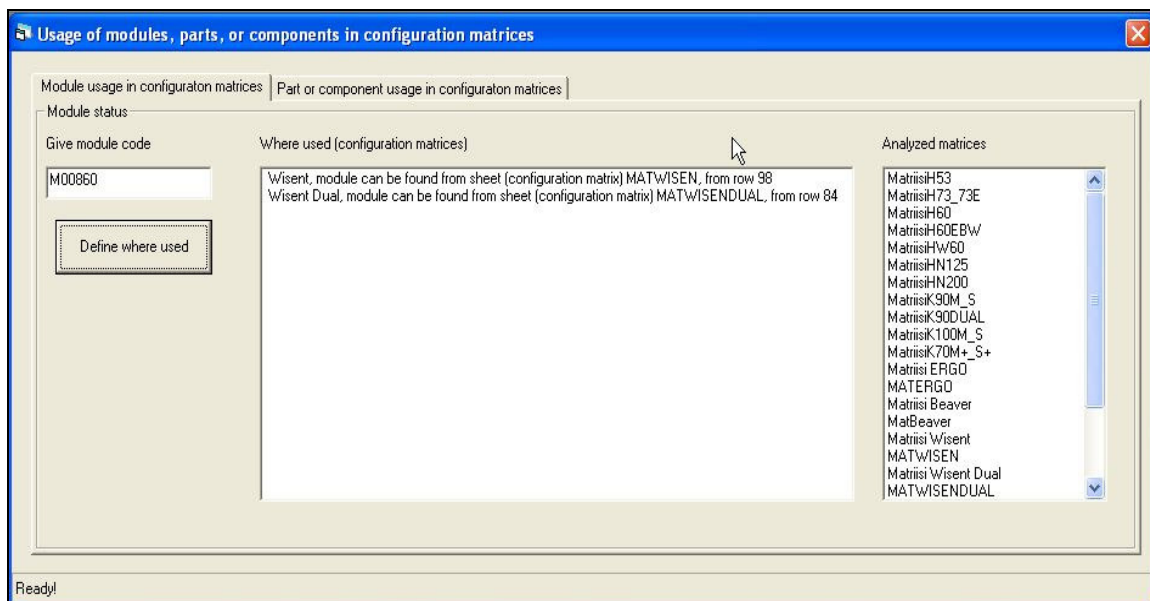 Usage of modules, parts, or components in configuration matrices
Module usage in configuraton matrices
Part or component usage in configuraton matrices
Module status
Give module code
M00860
Define where used
Where used (configuration matrices)
Wisent, module can be found from sheet (configuration matrix) MATWISEN, from row 98
Wisent Dual, module can be found from sheet (configuration matrix) MATWISENDUAL, from row 84
Analyzed matrices
MatriisiH53
MatriisiH73_73E
MatriisiH60
MatriisiH60EBW
MatriisiHW60
MatriisiHN125
MatriisiHN200
MatriisiK90M_S
MatriisiK90DUAL
MatriisiK100M_S
MatriisiK70M+_S+
Matriisi ERGO
MATERGO
Matriisi Beaver
MatBeaver
Matriisi Wisent
MATWISEN
Matriisi Wisent Dual
MATWISENDUAL
Ready!